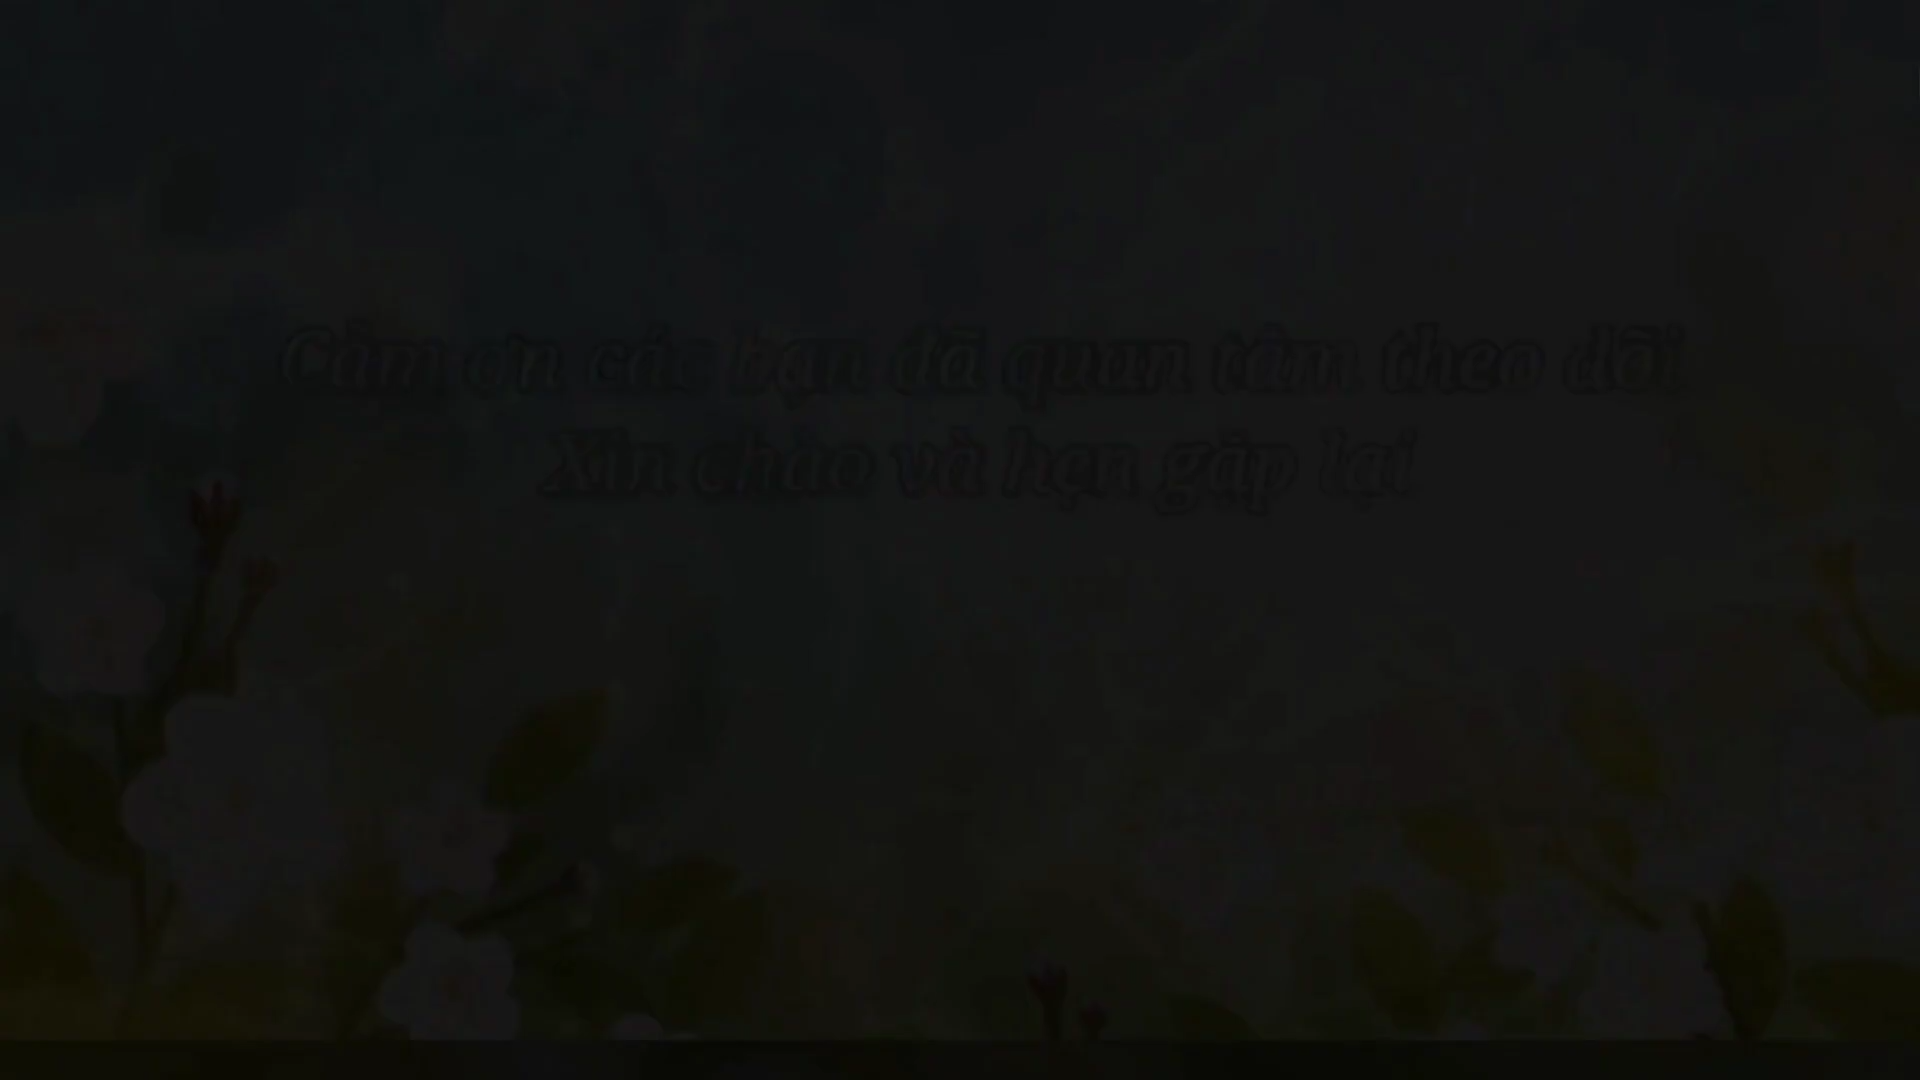 Cảm ơn các bạn đã quan tâm theo dõi
Xin chào và hẹn gặp lại